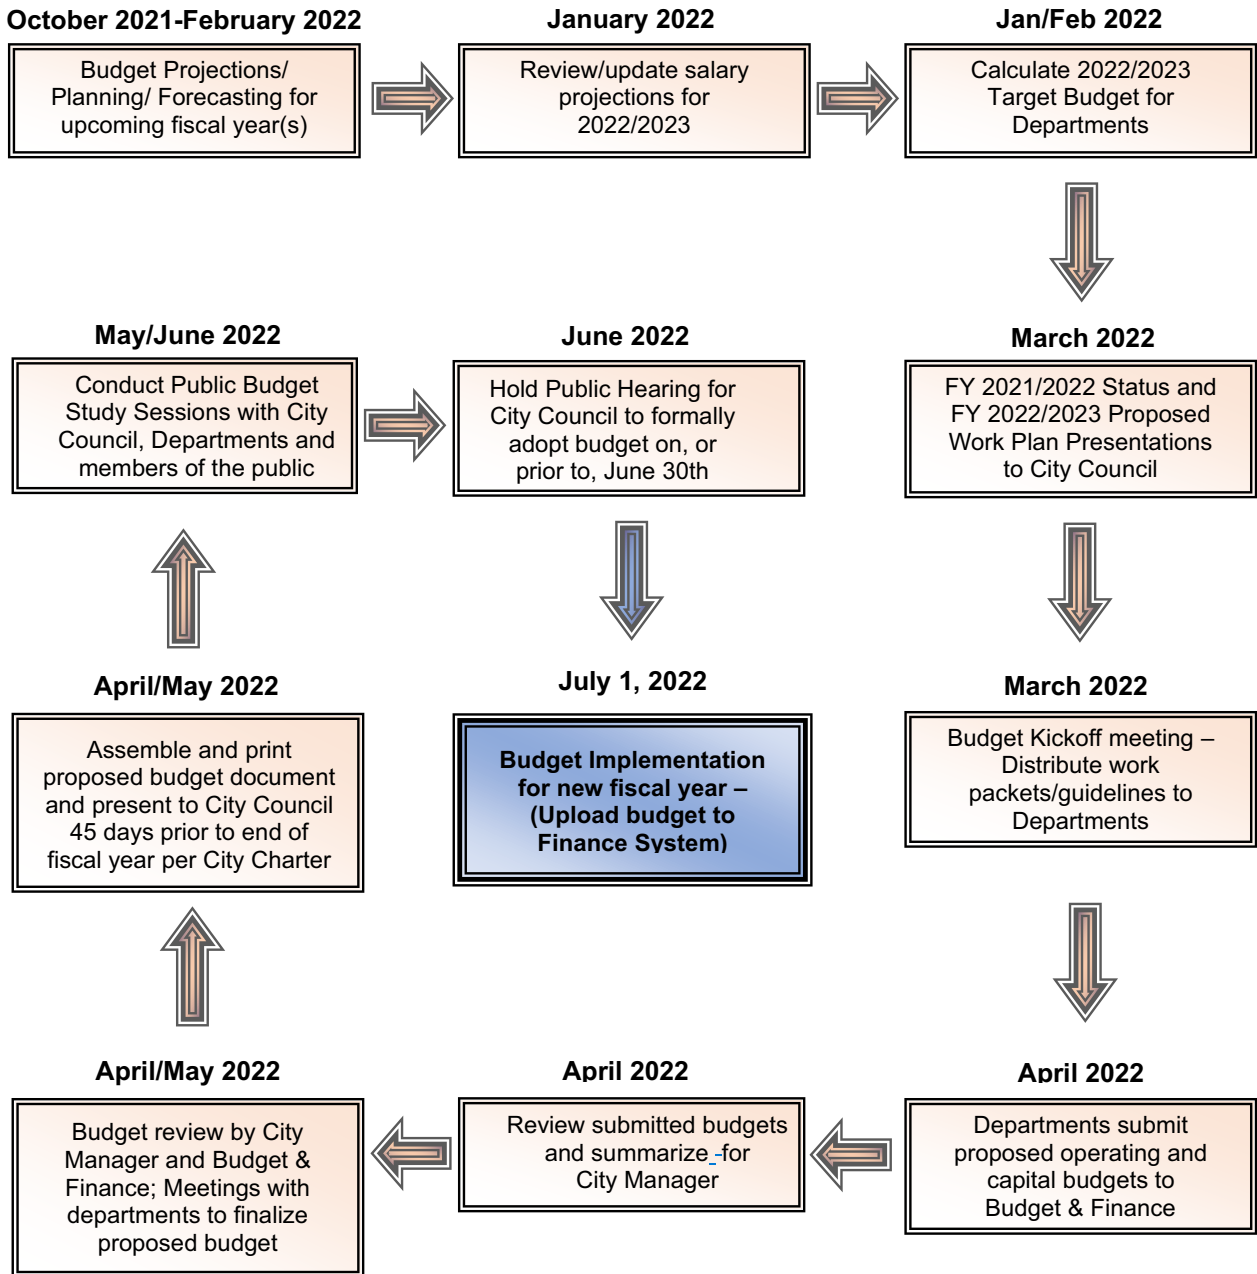 October 2021-February 2022
Budget Projections/
Planning/ Forecasting for
upcoming fiscal year(s)
January 2022
Review/update salary
projections for
2022/2023
Jan/Feb 2022
Calculate 2022/2023
Target Budget for
Departments
March 2022
FY 2021/2022 Status and
FY 2022/2023 Proposed
Work Plan Presentations
to City Council
March 2022
Budget Kickoff meeting –
Distribute work
packets/guidelines to
Departments
April 2022
Departments submit
proposed operating and
capital budgets to
Budget & Finance
April 2022
Review submitted budgets
and summarize -for
City Manager
April/May 2022
Budget review by City
Manager and Budget &
Finance; Meetings with
departments to finalize
proposed budget
April/May 2022
Assemble and print
proposed budget document
and present to City Council
45 days prior to end of
fiscal year per City Charter
May/June 2022
Conduct Public Budget
Study Sessions with City
Council, Departments and
members of the public
June 2022
Hold Public Hearing for
City Council to formally
adopt budget on, or
prior to, June 30th
July 1, 2022
Budget Implementation
for new fiscal year –
(Upload budget to
Finance System)